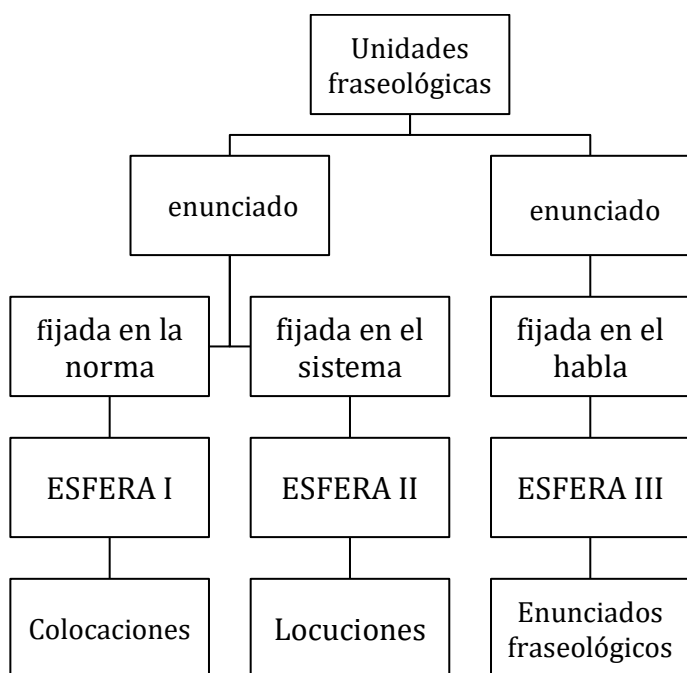 Unidades
fraseológicas
enunciado
enunciado
fijada en la
norma
fijada en el
sistema
fijada en el
habla
ESFERA I
ESFERA II
ESFERA III
Colocaciones
Locuciones
Enunciados
fraseológicos